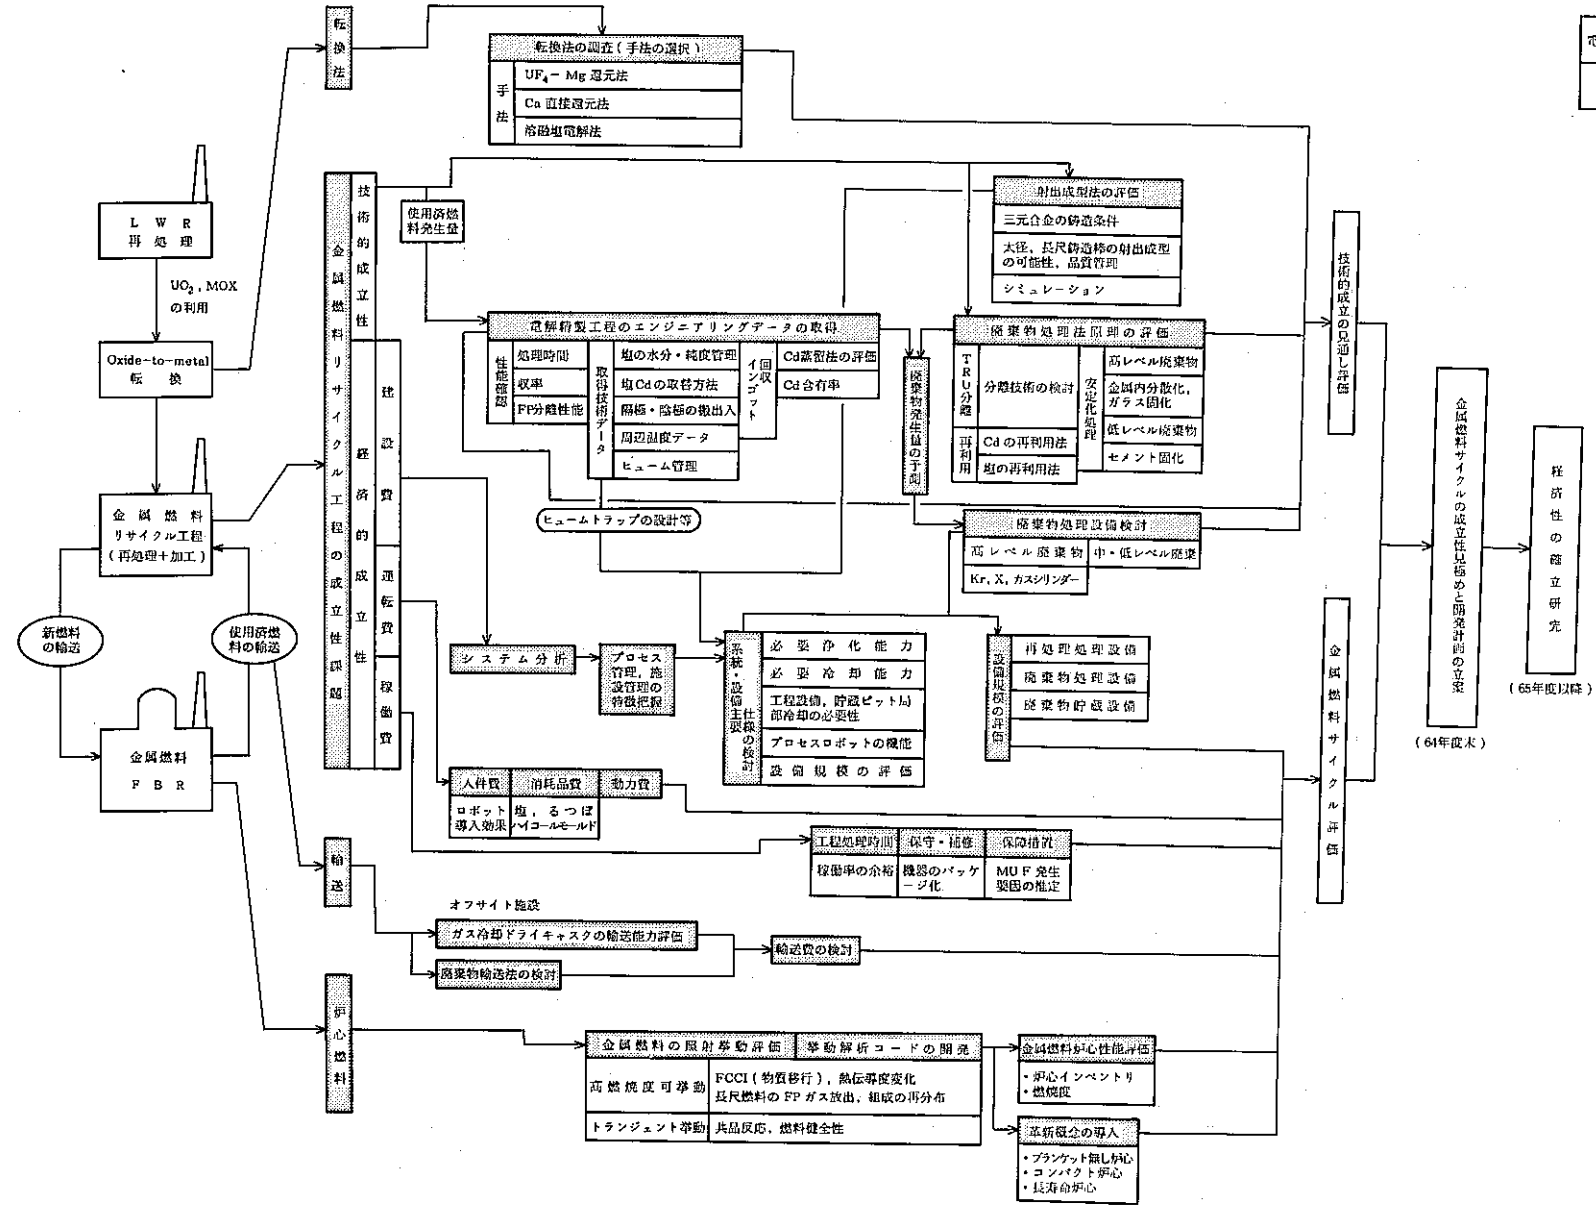 転換法
転換法の調査(手法の選択)
手法
UF₄− Mg 還元法
Ca 直接還元法
溶融塩電解法
L W R
再 処 理
UO₂ , MOX
の利用
Oxide-to-metal
転 換
金 属 燃 料
リサイクル工程
(再処理+加工)
新燃料
の輸送
使用済燃
料の輸送
金属燃料
F B R
金属燃料リサイクル工程の成立性課題
技術的成立性
経済的成立性
建設費
運転費
稼働費
使用済燃
料発生量
射出成型法の評価
三元合金の鋳造条件
太径, 長尺鋳造棒の射出成型
の可能性, 品質管理
シミュレーション
電解精製工程のエンジニアリングデータの取得
性能確認
処理時間
収率
FP分離性能
取得技術データ
塩の水分・純度管理
塩Cdの取替方法
陽極・陰極の搬出入
周辺温度データ
ヒューム管理
回収
インゴット
Cd蒸留法の評価
Cd含有率
廃棄物発生量の予測
廃棄物処理法原理の評価
TRU分離
分離技術の検討
再利用
Cdの再利用法
塩の再利用法
安定化処理
高レベル廃棄物
金属内分散化,
ガラス固化
低レベル廃棄物
セメント固化
ヒュームトラップの設計等
廃棄物処理設備検討
高レベル廃棄物
中・低レベル廃棄
Kr, X, ガスシリンダー
システム分析
プロセス
管理, 施
設管理の
特徴把握
系統・設備主要
仕様の検討
必 要 浄 化 能 力
必 要 冷 却 能 力
工程設備, 貯蔵ピット局
部冷却の必要性
プロセスロボットの機能
設 備 規 模 の 評 価
設備規模の評価
再処理処理設備
廃棄物処理設備
廃棄物貯蔵設備
人件費
消耗品費
動力費
ロボット
導入効果
塩, るつぼ
ハイコールモールド
工程処理時間
保守・補修
保障措置
稼働率の余裕
機器のパッケ
ージ化
MUF 発生
要因の推定
輸送
オフサイト施設
ガス冷却ドライキャスクの輸送能力評価
廃棄物輸送法の検討
輸送費の検討
炉心燃料
金属燃料の照射挙動評価
挙動解析コードの開発
高燃焼度可挙動
FCCI(物質移行), 熱伝導度変化
長尺燃料のFPガス放出, 組成の再分布
トランジェント挙動
共晶反応, 燃料健全性
金属燃料炉心性能評価
・炉心インベントリ
・燃焼度
革新概念の導入
・ブランケット無し炉心
・コンパクト炉心
・長寿命炉心
技術的成立の見通し評価
金属燃料サイクル評価
金属燃料サイクルの成立性見極めと開発計画の立案
(64年度末)
経済性の確立研究
(65年度以降)